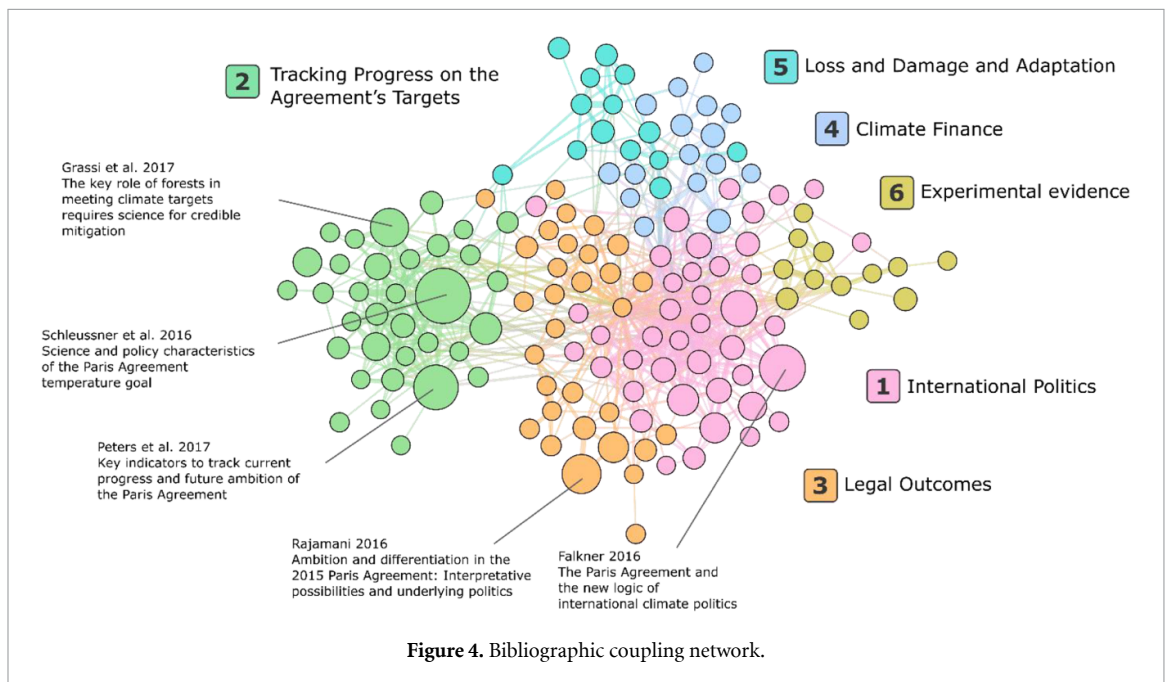 2 Tracking Progress on the
Agreement's Targets
5 Loss and Damage and Adaptation
4 Climate Finance
6 Experimental evidence
Grassi et al. 2017
The key role of forests in
meeting climate targets
requires science for credible
mitigation
Schleussner et al. 2016
Science and policy characteristics
of the Paris Agreement
temperature goal
1 International Politics
Peters et al. 2017
Key indicators to track current
progress and future ambition of
the Paris Agreement
3 Legal Outcomes
Rajamani 2016
Ambition and differentiation in the
2015 Paris Agreement: Interpretative
possibilities and underlying politics
Falkner 2016
The Paris Agreement and
the new logic of
international climate politics
Figure 4. Bibliographic coupling network.